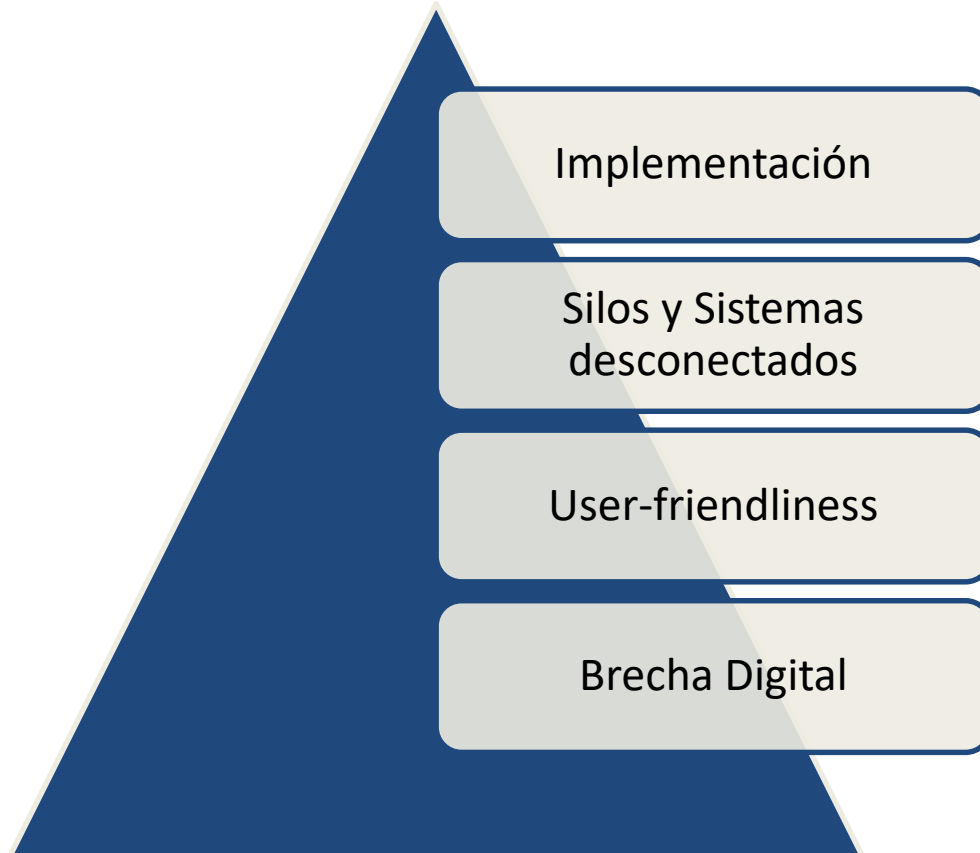 Implementación
Silos y Sistemas
desconectados
User-friendliness
Brecha Digital